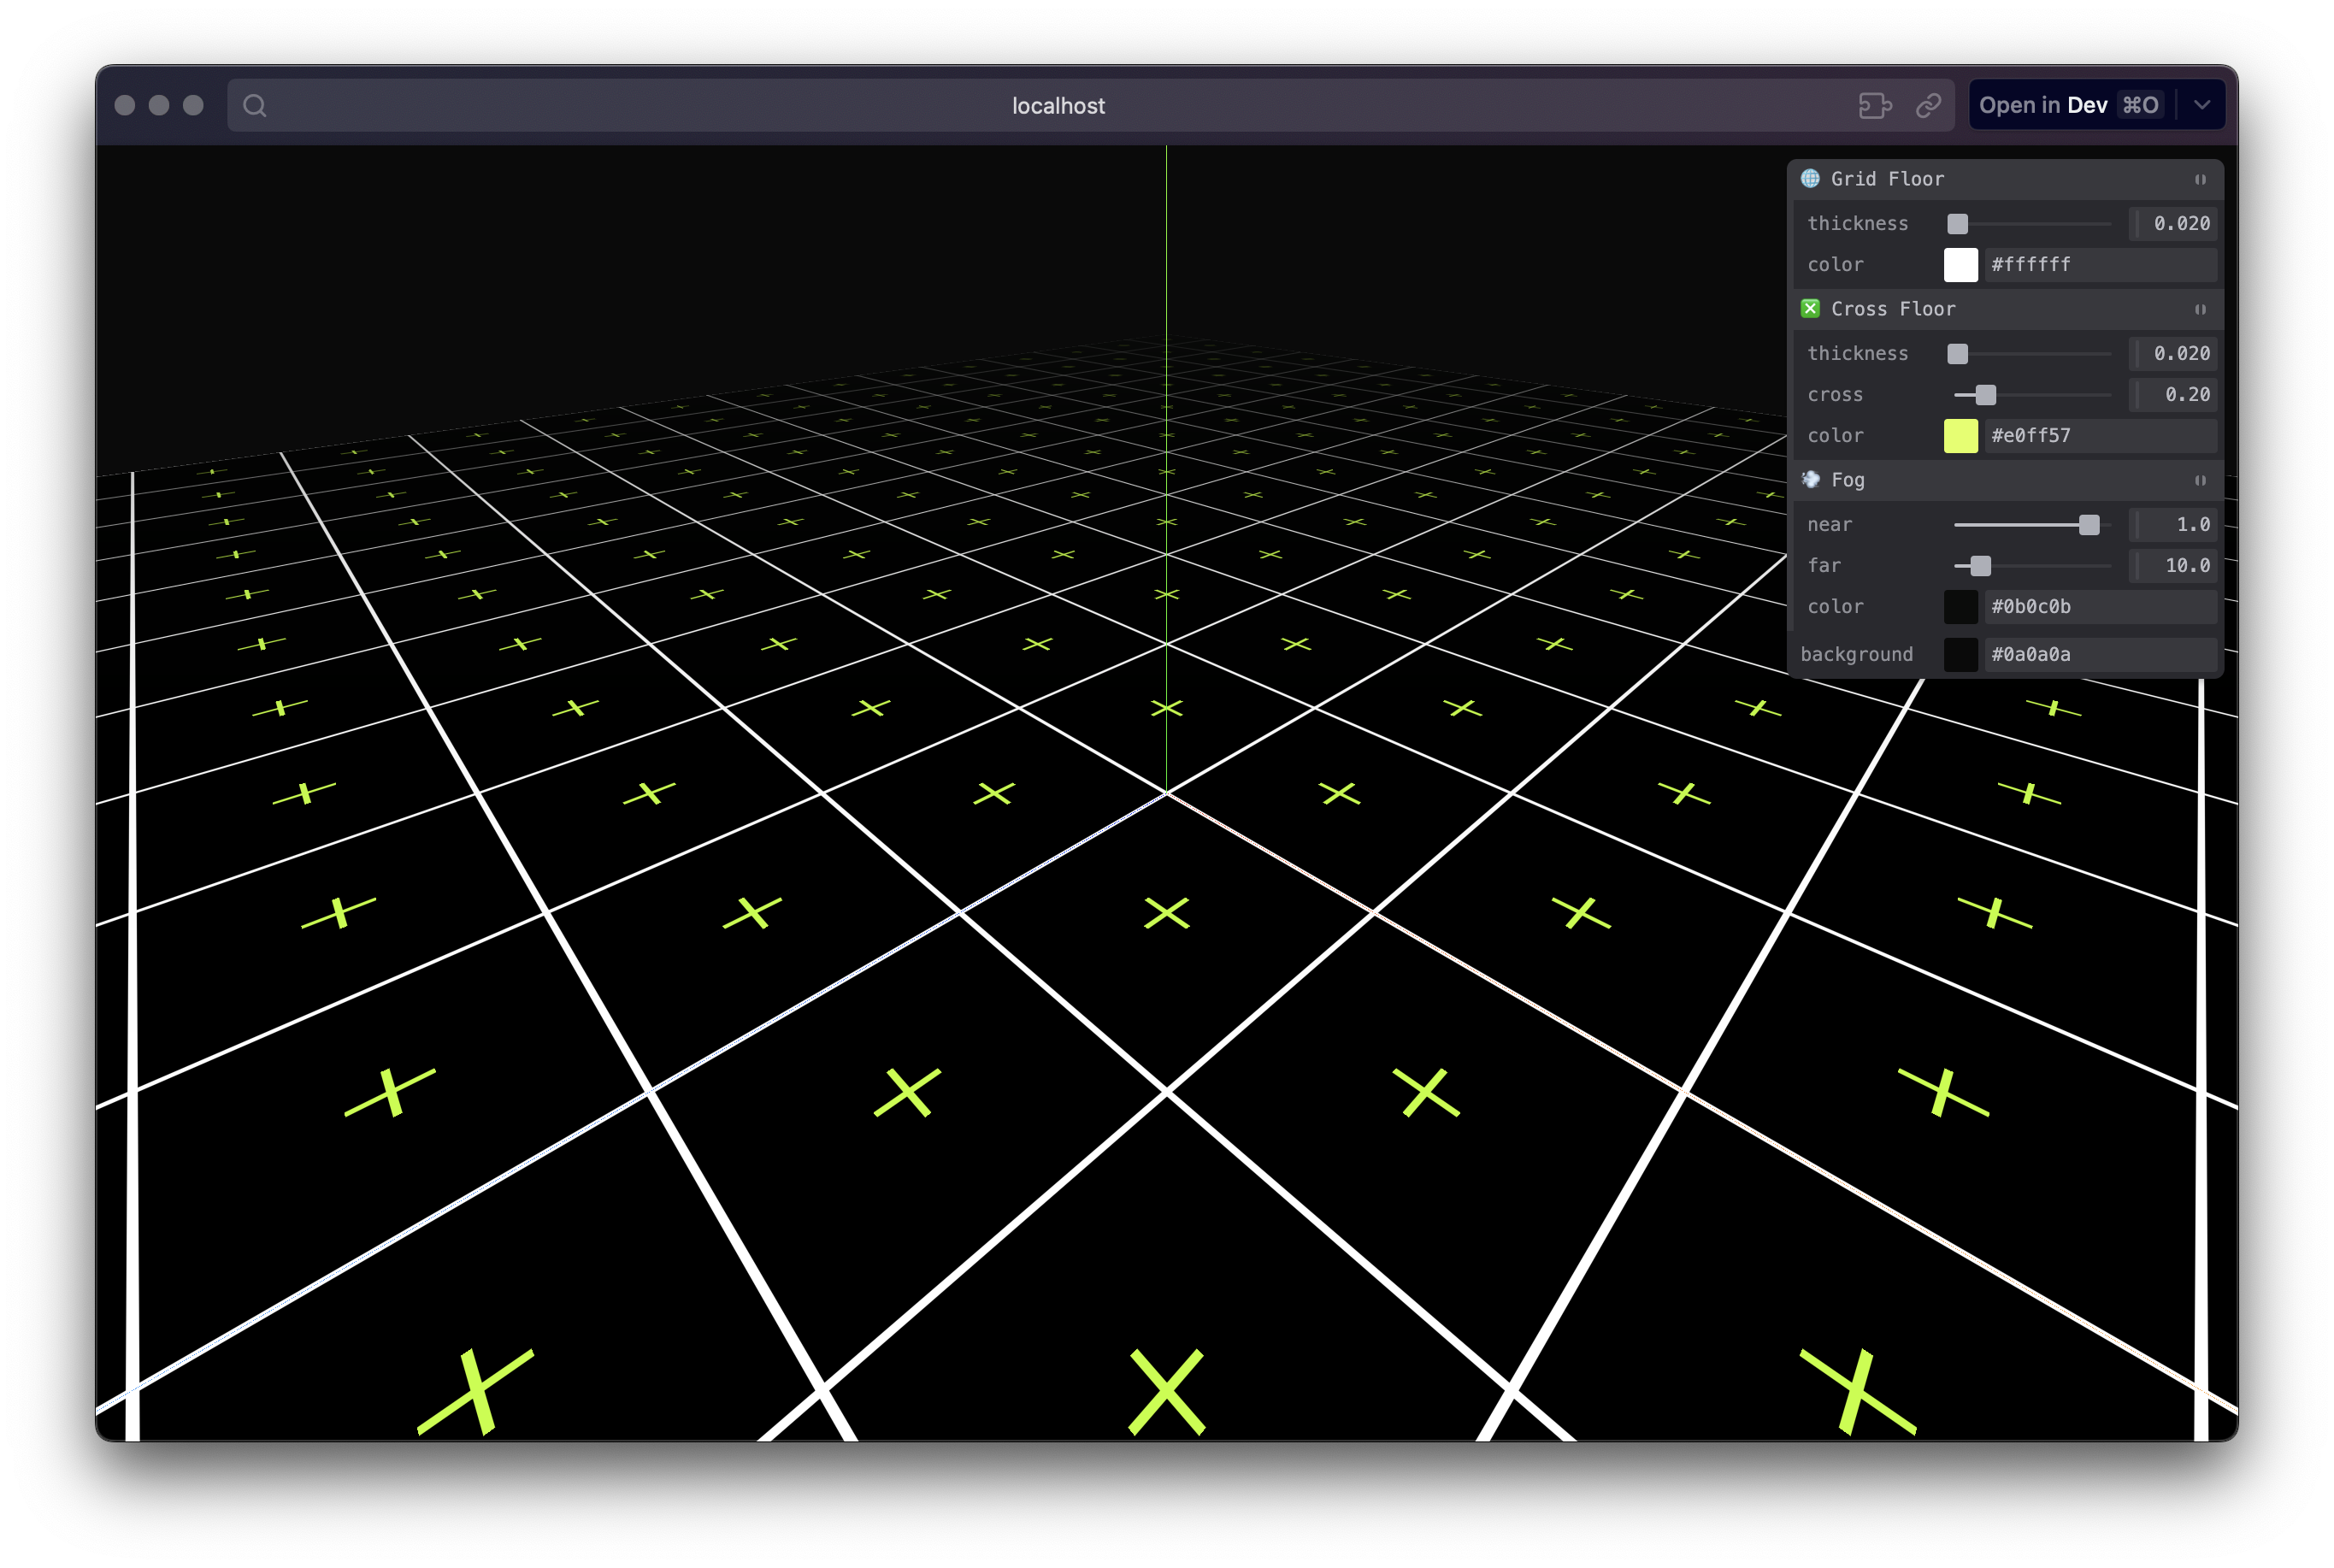 localhost
Open in Dev ⌘O
Grid Floor
thickness 0.020
color #ffffff
Cross Floor
thickness 0.020
cross 0.20
color #e0ff57
Fog
near 1.0
far 10.0
color #0b0c0b
background #0a0a0a